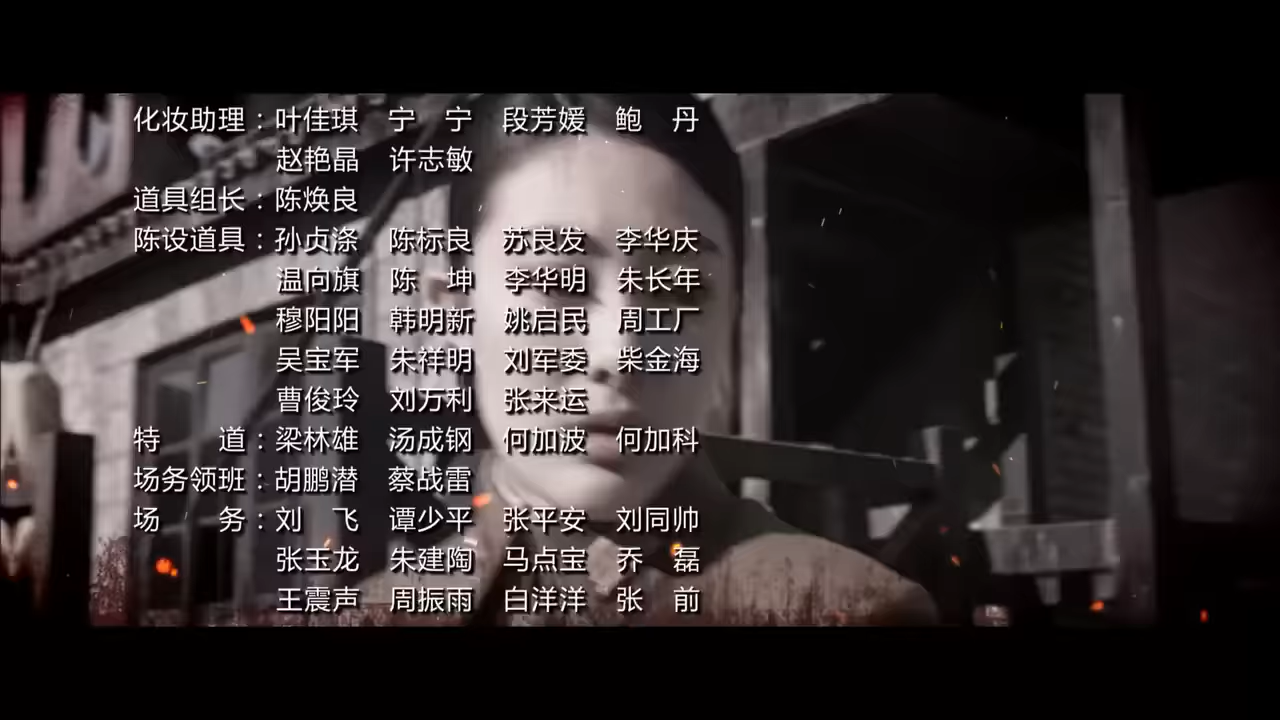 化妆助理：叶佳琪 宁 宁 段芳媛 鲍 丹
赵艳晶 许志敏
道具组长：陈焕良
陈设道具：孙贞涤 陈标良 苏良发 李华庆
温向旗 陈 坤 李华明 朱长年
穆阳阳 韩明新 姚启民 周工厂
吴宝军 朱祥明 刘军委 柴金海
曹俊玲 刘万利 张来运
特 道：梁林雄 汤成钢 何加波 何加科
场务领班：胡鹏潜 蔡战雷
场 务：刘 飞 谭少平 张平安 刘同帅
张玉龙 朱建陶 马点宝 乔 磊
王震声 周振雨 白洋洋 张 前